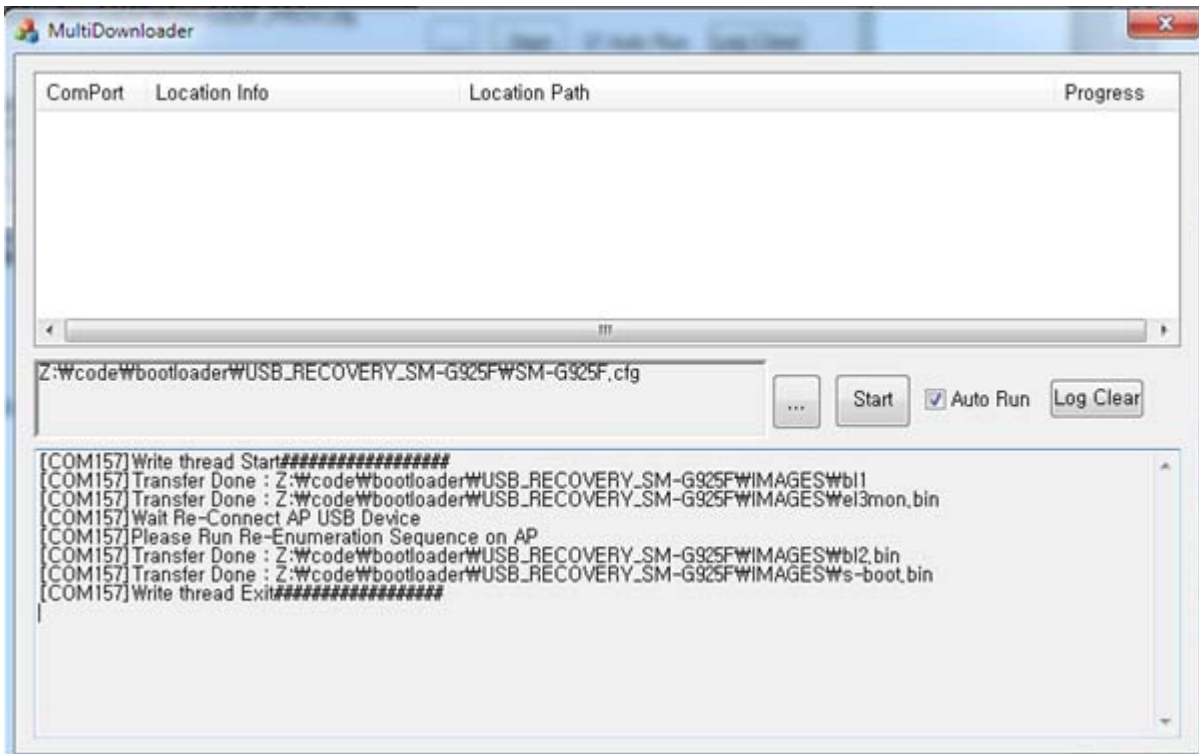 MultiDownloader
ComPort Location Info Location Path Progress
Z:₩code₩bootloader₩USB_RECOVERY_SM-G925F₩SM-G925F.cfg
... Start Auto Run Log Clear
[COM157]Write thread Start###################
[COM157]Transfer Done : Z:₩code₩bootloader₩USB_RECOVERY_SM-G925F₩IMAGES₩bl1
[COM157]Transfer Done : Z:₩code₩bootloader₩USB_RECOVERY_SM-G925F₩IMAGES₩el3mon.bin
[COM157]Wait Re-Connect AP USB Device
[COM157]Please Run Re-Enumeration Sequence on AP
[COM157]Transfer Done : Z:₩code₩bootloader₩USB_RECOVERY_SM-G925F₩IMAGES₩bl2.bin
[COM157]Transfer Done : Z:₩code₩bootloader₩USB_RECOVERY_SM-G925F₩IMAGES₩s-boot.bin
[COM157]Write thread Exit###################